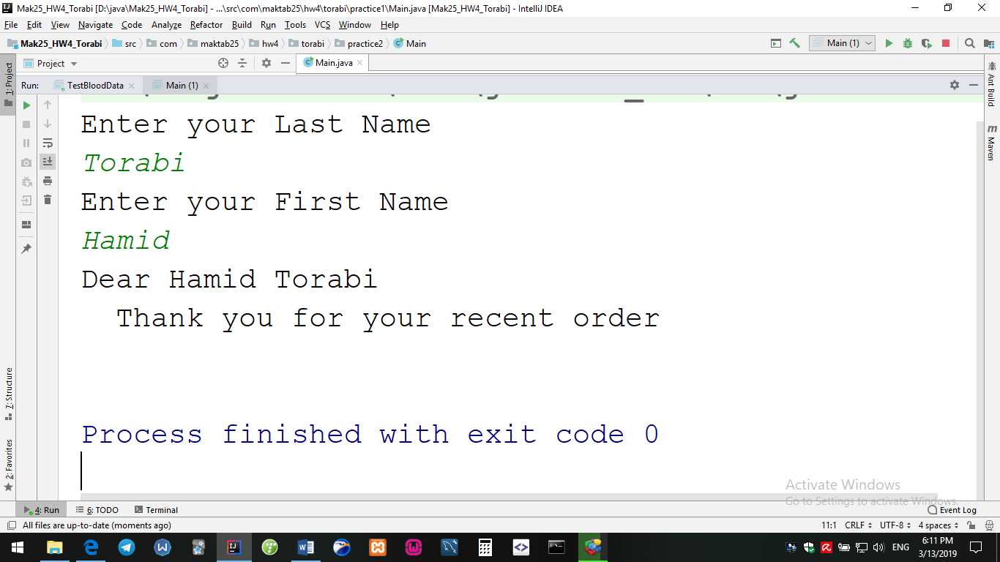 Mak25_HW4_Torabi [D:\java\Mak25_HW4_Torabi] - ...\src\com\maktab25\hw4\torabi\practice1\Main.java [Mak25_HW4_Torabi] - IntelliJ IDEA
File Edit View Navigate Code Analyze Refactor Build Run Tools VCS Window Help
Mak25_HW4_Torabi src com maktab25 hw4 torabi practice2 Main Main (1)
1: Project
Project Main.java
Run: TestBloodData Main (1)
Ant Build
Maven
Enter your Last Name
Torabi
Enter your First Name
Hamid
Dear Hamid Torabi
Thank you for your recent order
Process finished with exit code 0
7: Structure
2: Favorites
Activate Windows
Go to Settings to activate Windows.
4: Run 6: TODO Terminal Event Log
All files are up-to-date (moments ago) 11:1 CRLF UTF-8 4 spaces
ENG 6:11 PM
3/13/2019